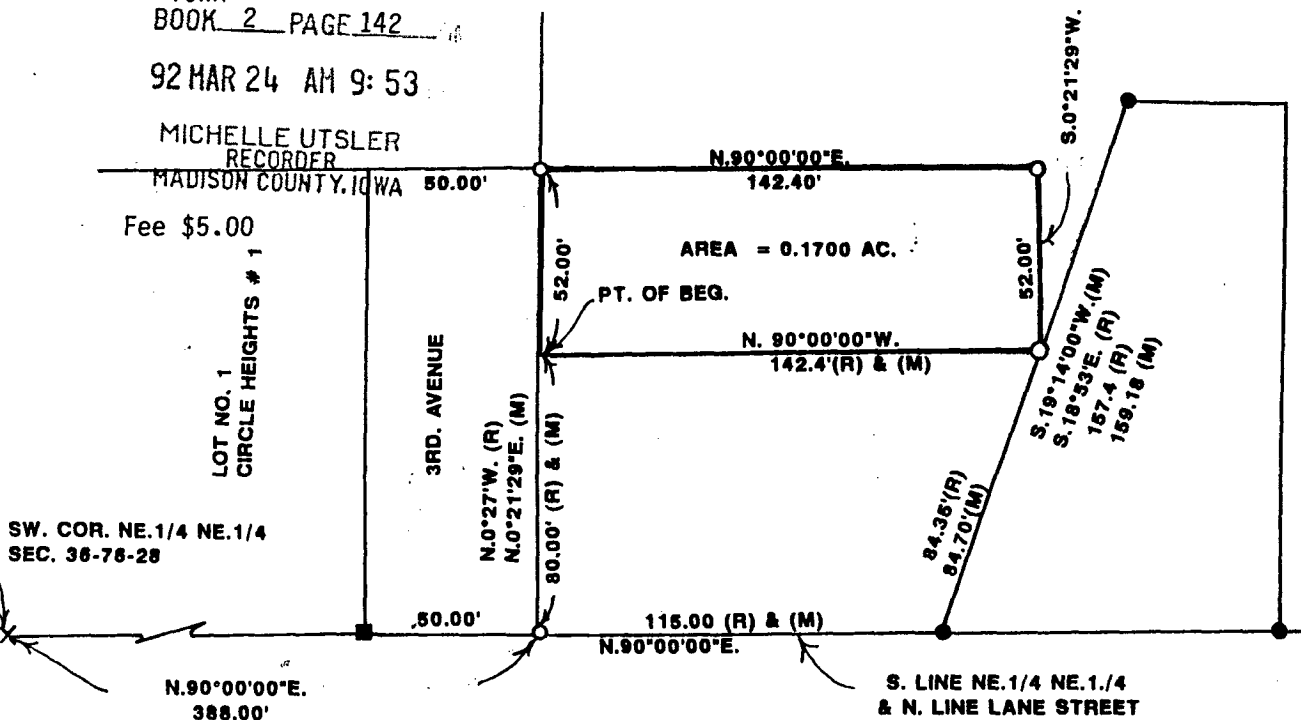 BOOK 2 PAGE 142
92 MAR 24 AM 9: 53
MICHELLE UTSLER
RECORDER
MADISON COUNTY, IOWA
Fee $5.00
LOT NO. 1
CIRCLE HEIGHTS # 1
50.00'
3RD. AVENUE
N.90°00'00"E.
142.40'
S.0°21'29"W.
52.00'
AREA = 0.1700 AC.
52.00'
PT. OF BEG.
N. 90°00'00"W.
142.4'(R) & (M)
N.0°27'W. (R)
N.0°21'29"E. (M)
80.00' (R) & (M)
S.19°14'00"W.(M)
S.18°53'E. (R)
157.4 (R)
159.18 (M)
84.35'(R)
84.70'(M)
SW. COR. NE.1/4 NE.1/4
SEC. 36-76-28
50.00'
115.00 (R) & (M)
N.90°00'00"E.
N.90°00'00"E.
388.00'
S. LINE NE.1/4 NE.1./4
& N. LINE LANE STREET